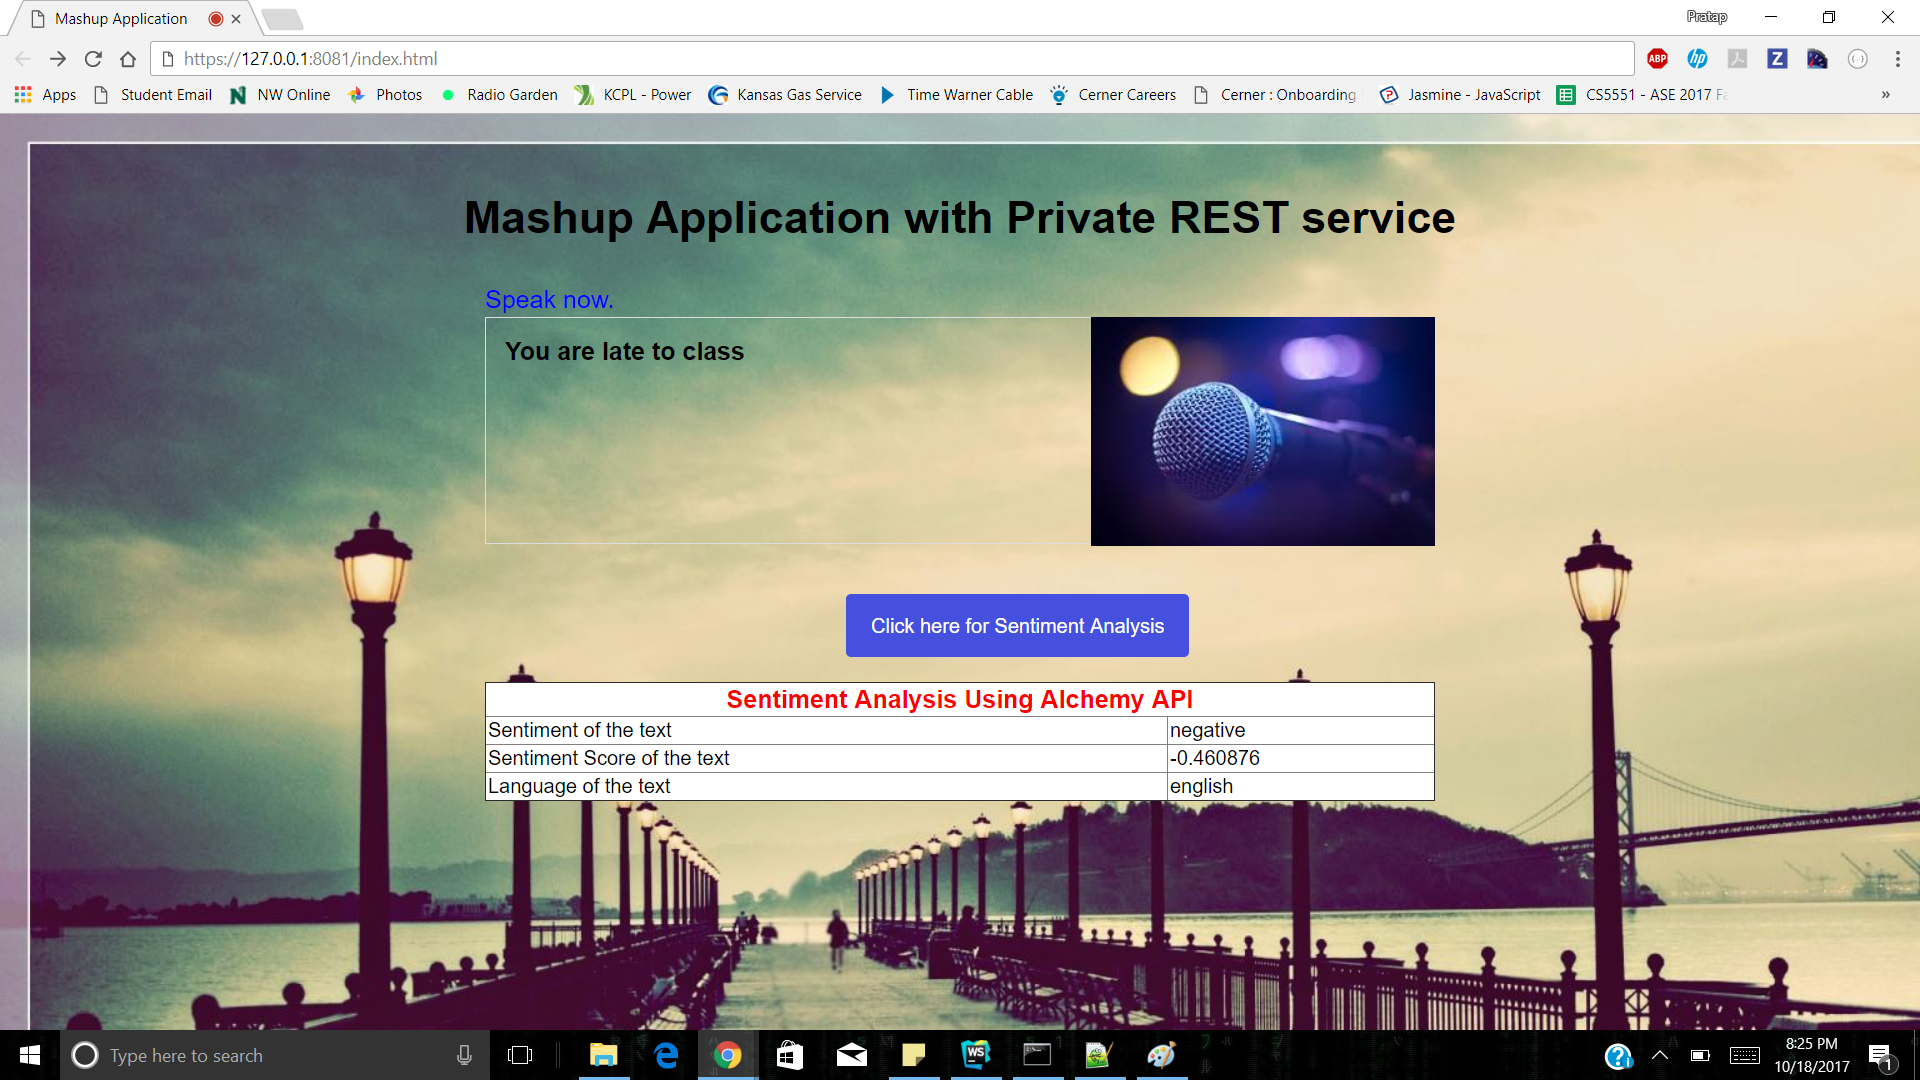 Mashup Application
Pratap
https://127.0.0.1:8081/index.html
ABP
hp
Z
Apps
Student Email
N
NW Online
Photos
Radio Garden
KCPL - Power
Kansas Gas Service
Time Warner Cable
Cerner Careers
Cerner : Onboarding
Jasmine - JavaScript
CS5551 - ASE 2017
»
Mashup Application with Private REST service
Speak now.
You are late to class
Click here for Sentiment Analysis
Sentiment Analysis Using Alchemy API
Sentiment of the text negative
Sentiment Score of the text -0.460876
Language of the text english
Type here to search
WS
8:25 PM
10/18/2017
1